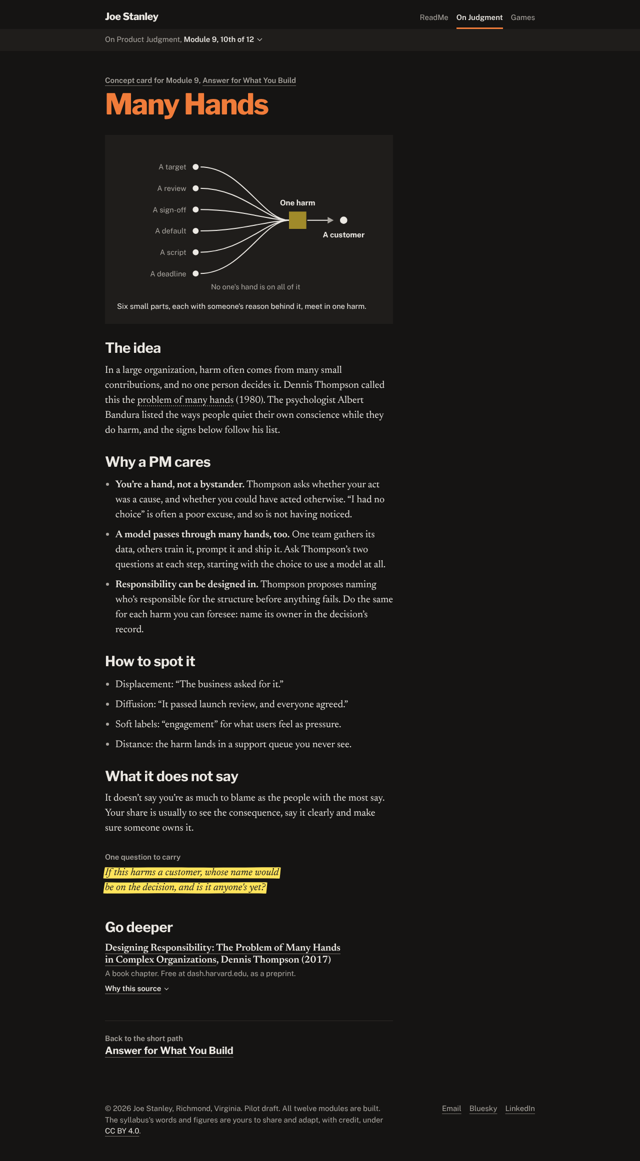 Joe Stanley
ReadMe On Judgment Games
On Product Judgment, Module 9, 10th of 12
Concept card for Module 9, Answer for What You Build
Many Hands
A target
A review
A sign-off
A default
A script
A deadline
One harm
A customer
No one's hand is on all of it
Six small parts, each with someone's reason behind it, meet in one harm.
The idea
In a large organization, harm often comes from many small
contributions, and no one person decides it. Dennis Thompson called
this the problem of many hands (1980). The psychologist Albert
Bandura listed the ways people quiet their own conscience while they
do harm, and the signs below follow his list.
Why a PM cares
• You're a hand, not a bystander. Thompson asks whether your act
was a cause, and whether you could have acted otherwise. “I had no
choice” is often a poor excuse, and so is not having noticed.
• A model passes through many hands, too. One team gathers its
data, others train it, prompt it and ship it. Ask Thompson's two
questions at each step, starting with the choice to use a model at all.
• Responsibility can be designed in. Thompson proposes naming
who's responsible for the structure before anything fails. Do the same
for each harm you can foresee: name its owner in the decision's
record.
How to spot it
• Displacement: “The business asked for it.”
• Diffusion: “It passed launch review, and everyone agreed.”
• Soft labels: “engagement” for what users feel as pressure.
• Distance: the harm lands in a support queue you never see.
What it does not say
It doesn't say you're as much to blame as the people with the most say.
Your share is usually to see the consequence, say it clearly and make
sure someone owns it.
One question to carry
If this harms a customer, whose name would
be on the decision, and is it anyone's yet?
Go deeper
Designing Responsibility: The Problem of Many Hands
in Complex Organizations, Dennis Thompson (2017)
A book chapter. Free at dash.harvard.edu, as a preprint.
Why this source
Back to the short path
Answer for What You Build
© 2026 Joe Stanley, Richmond, Virginia. Pilot draft. All twelve modules are built.
The syllabus's words and figures are yours to share and adapt, with credit, under
CC BY 4.0.
Email Bluesky LinkedIn